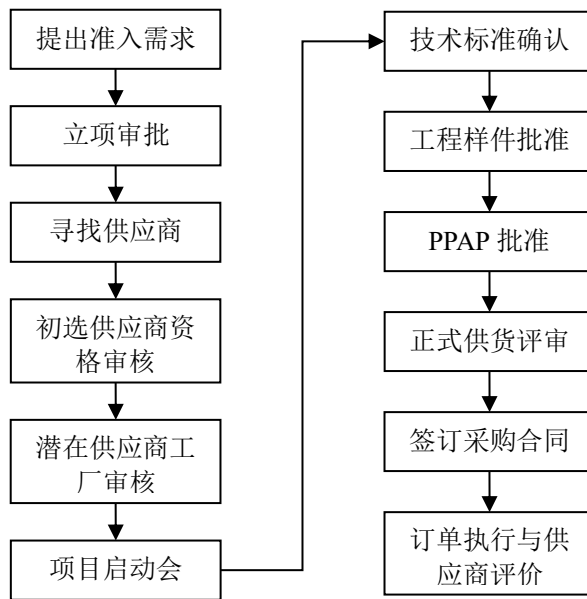 提出准入需求
立项审批
寻找供应商
初选供应商资
格审核
潜在供应商工
厂审核
项目启动会
技术标准确认
工程样件批准
PPAP 批准
正式供货评审
签订采购合同
订单执行与供
应商评价